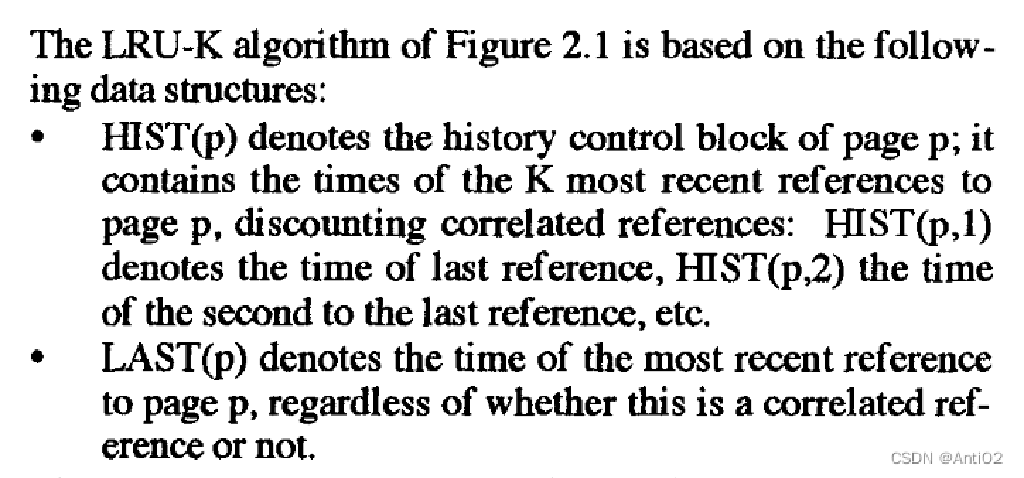 The LRU-K algorithm of Figure 2.1 is based on the follow-
ing data structures:
• HIST(p) denotes the history control block of page p; it
contains the times of the K most recent references to
page p, discounting correlated references: HIST(p,1)
denotes the time of last reference, HIST(p,2) the time
of the second to the last reference, etc.
• LAST(p) denotes the time of the most recent reference
to page p, regardless of whether this is a correlated ref-
erence or not.
CSDN @Anti02